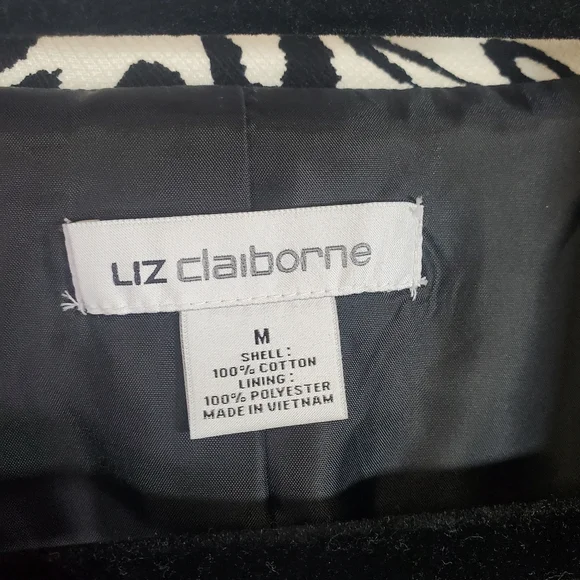 LIZ claiborne
M
SHELL:
100% COTTON
LINING:
100% POLYESTER
MADE IN VIETNAM